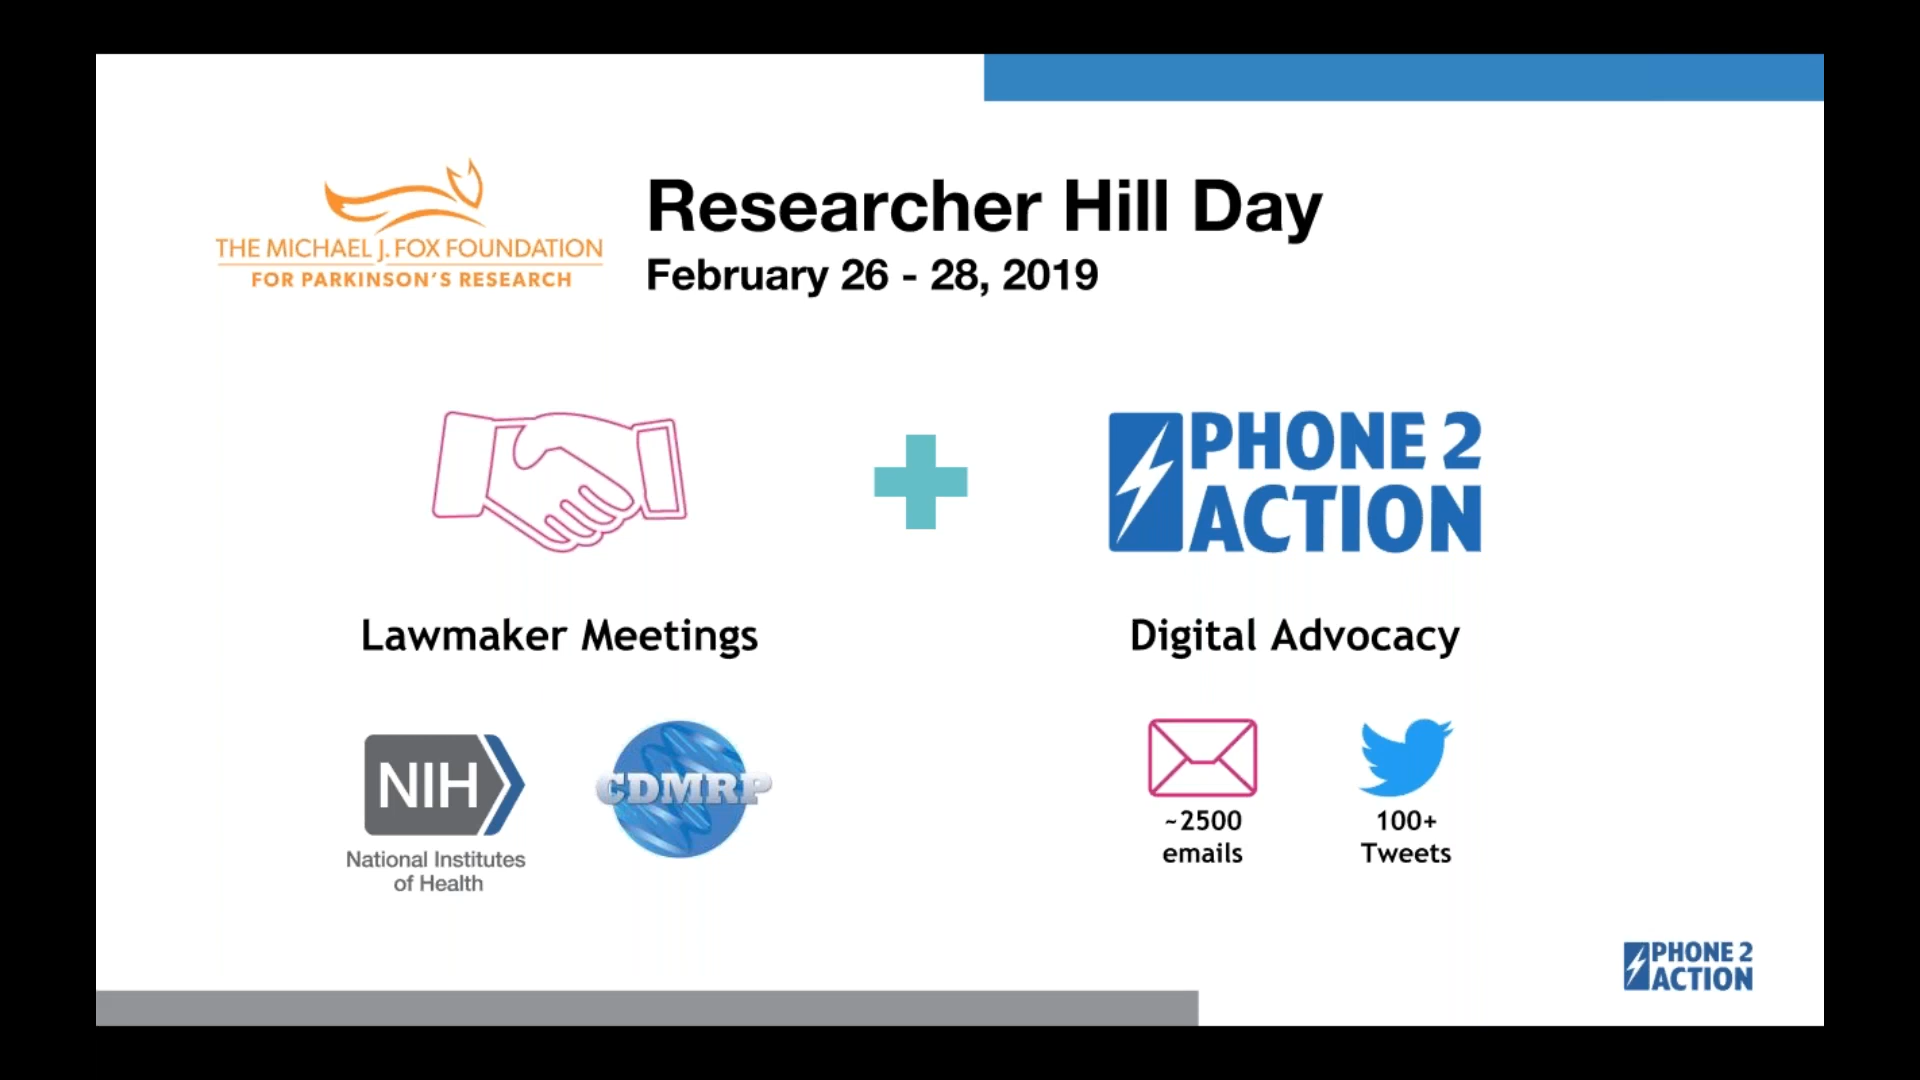 THE MICHAEL J. FOX FOUNDATION
FOR PARKINSON'S RESEARCH
Researcher Hill Day
February 26 - 28, 2019
PHONE 2
ACTION
Lawmaker Meetings
Digital Advocacy
NIH
National Institutes
of Health
CDMRP
~2500
emails
100+
Tweets
PHONE 2
ACTION